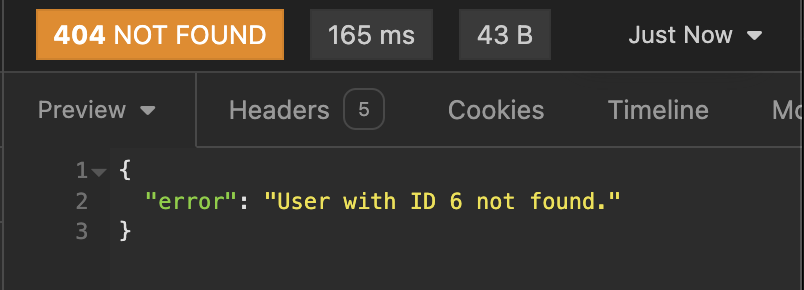 404 NOT FOUND 165 ms 43 B Just Now
Preview Headers 5 Cookies Timeline
1 {
2 "error": "User with ID 6 not found."
3 }